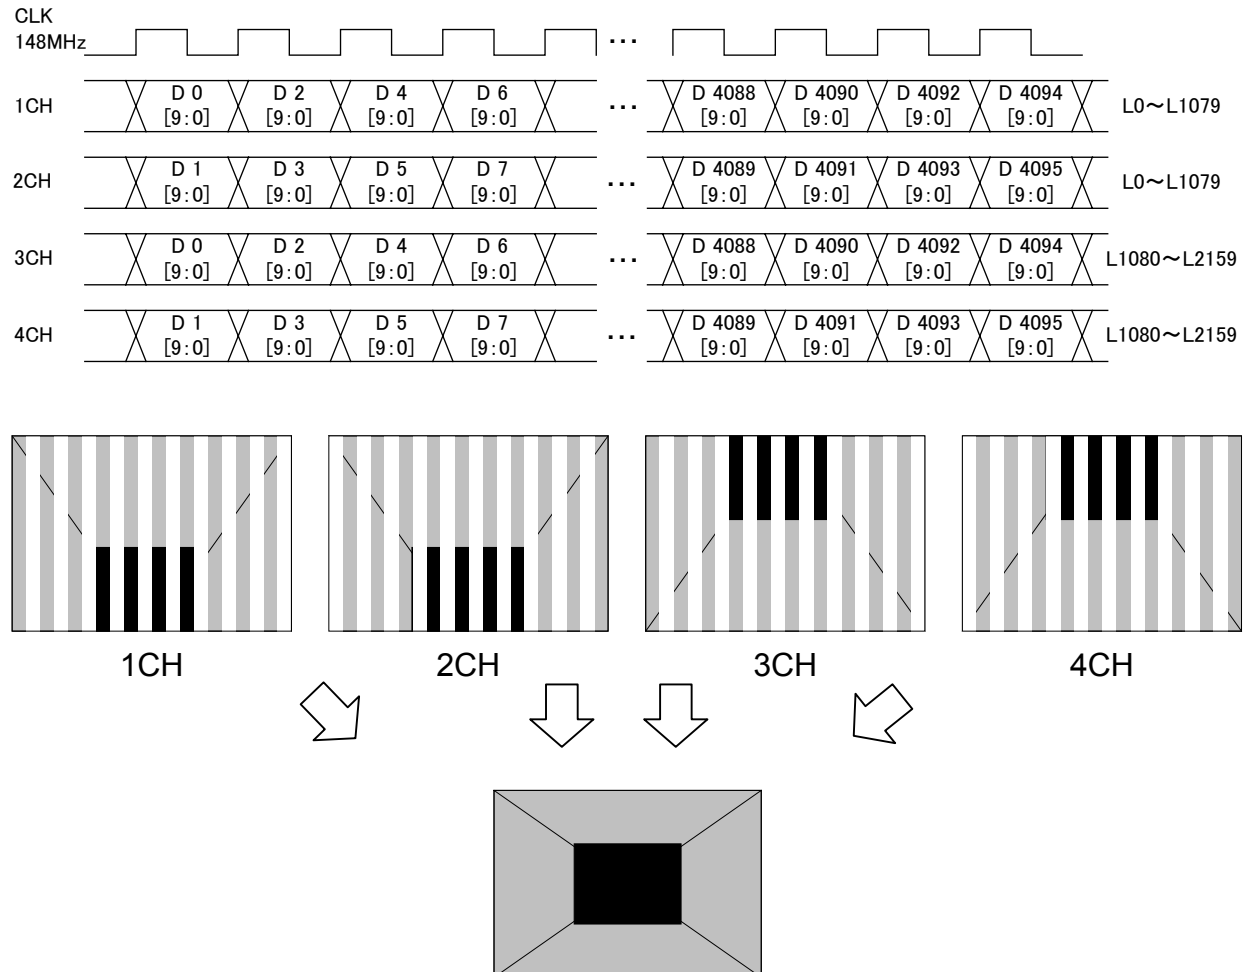 CLK
148MHz ...
1CH D 0 D 2 D 4 D 6 ... D 4088 D 4090 D 4092 D 4094 L0～L1079
[9:0] [9:0] [9:0] [9:0] [9:0] [9:0] [9:0] [9:0]
2CH D 1 D 3 D 5 D 7 ... D 4089 D 4091 D 4093 D 4095 L0～L1079
[9:0] [9:0] [9:0] [9:0] [9:0] [9:0] [9:0] [9:0]
3CH D 0 D 2 D 4 D 6 ... D 4088 D 4090 D 4092 D 4094 L1080～L2159
[9:0] [9:0] [9:0] [9:0] [9:0] [9:0] [9:0] [9:0]
4CH D 1 D 3 D 5 D 7 ... D 4089 D 4091 D 4093 D 4095 L1080～L2159
[9:0] [9:0] [9:0] [9:0] [9:0] [9:0] [9:0] [9:0]
1CH 2CH 3CH 4CH